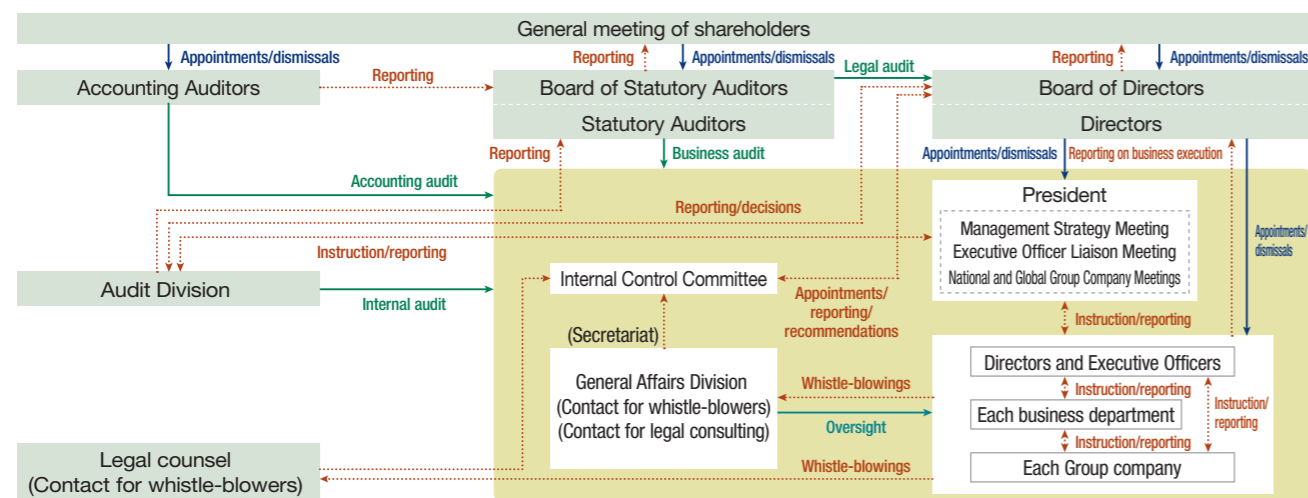 General meeting of shareholders
Appointments/dismissals
Reporting
Appointments/dismissals
Reporting
Appointments/dismissals
Accounting Auditors
Reporting
Board of Statutory Auditors
Legal audit
Board of Directors
Statutory Auditors
Directors
Reporting
Business audit
Appointments/dismissals
Reporting on business execution
Accounting audit
President
Reporting/decisions
Management Strategy Meeting
Executive Officer Liaison Meeting
National and Global Group Company Meetings
Appointments/
dismissals
Instruction/reporting
Audit Division
Internal audit
Internal Control Committee
Appointments/
reporting/
recommendations
Instruction/reporting
(Secretariat)
General Affairs Division
(Contact for whistle-blowers)
(Contact for legal consulting)
Whistle-blowings
Oversight
Directors and Executive Officers
Instruction/reporting
Each business department
Instruction/
reporting
Instruction/reporting
Each Group company
Legal counsel
(Contact for whistle-blowers)
Whistle-blowings